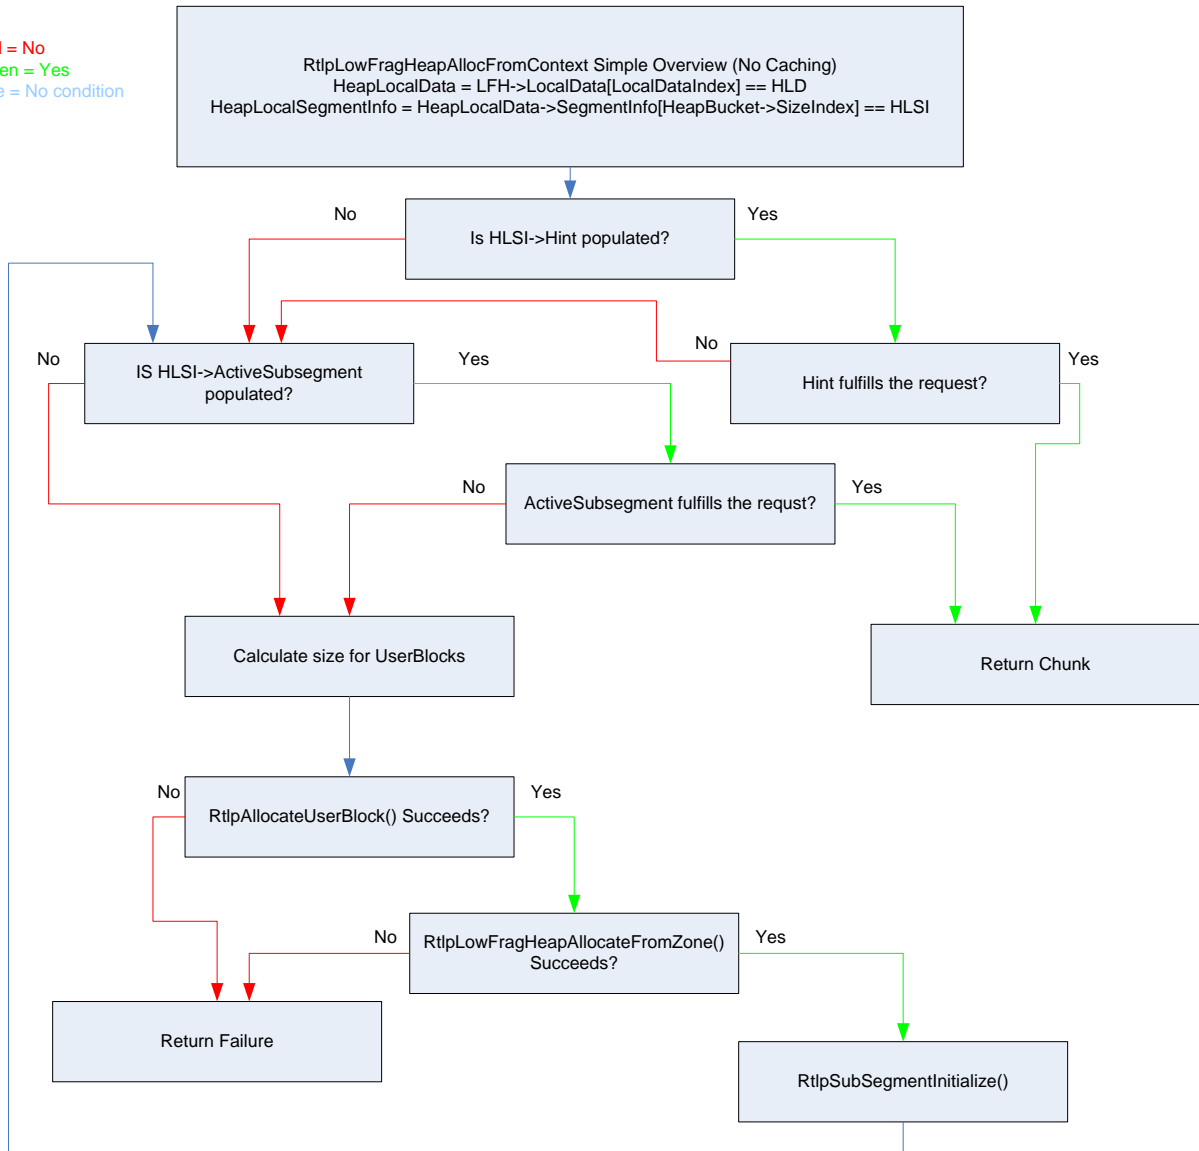 = No
= Yes
= No condition
RtlpLowFragHeapAllocFromContext Simple Overview (No Caching)
HeapLocalData = LFH->LocalData[LocalDataIndex] == HLD
HeapLocalSegmentInfo = HeapLocalData->SegmentInfo[HeapBucket->SizeIndex] == HLSI
No
Yes
Is HLSI->Hint populated?
No
Yes
No
Yes
IS HLSI->ActiveSubsegment
populated?
Hint fulfills the request?
No
Yes
ActiveSubsegment fulfills the requst?
Calculate size for UserBlocks
Return Chunk
No
Yes
RtlpAllocateUserBlock() Succeeds?
No
Yes
RtlpLowFragHeapAllocateFromZone()
Succeeds?
Return Failure
RtlpSubSegmentInitialize()